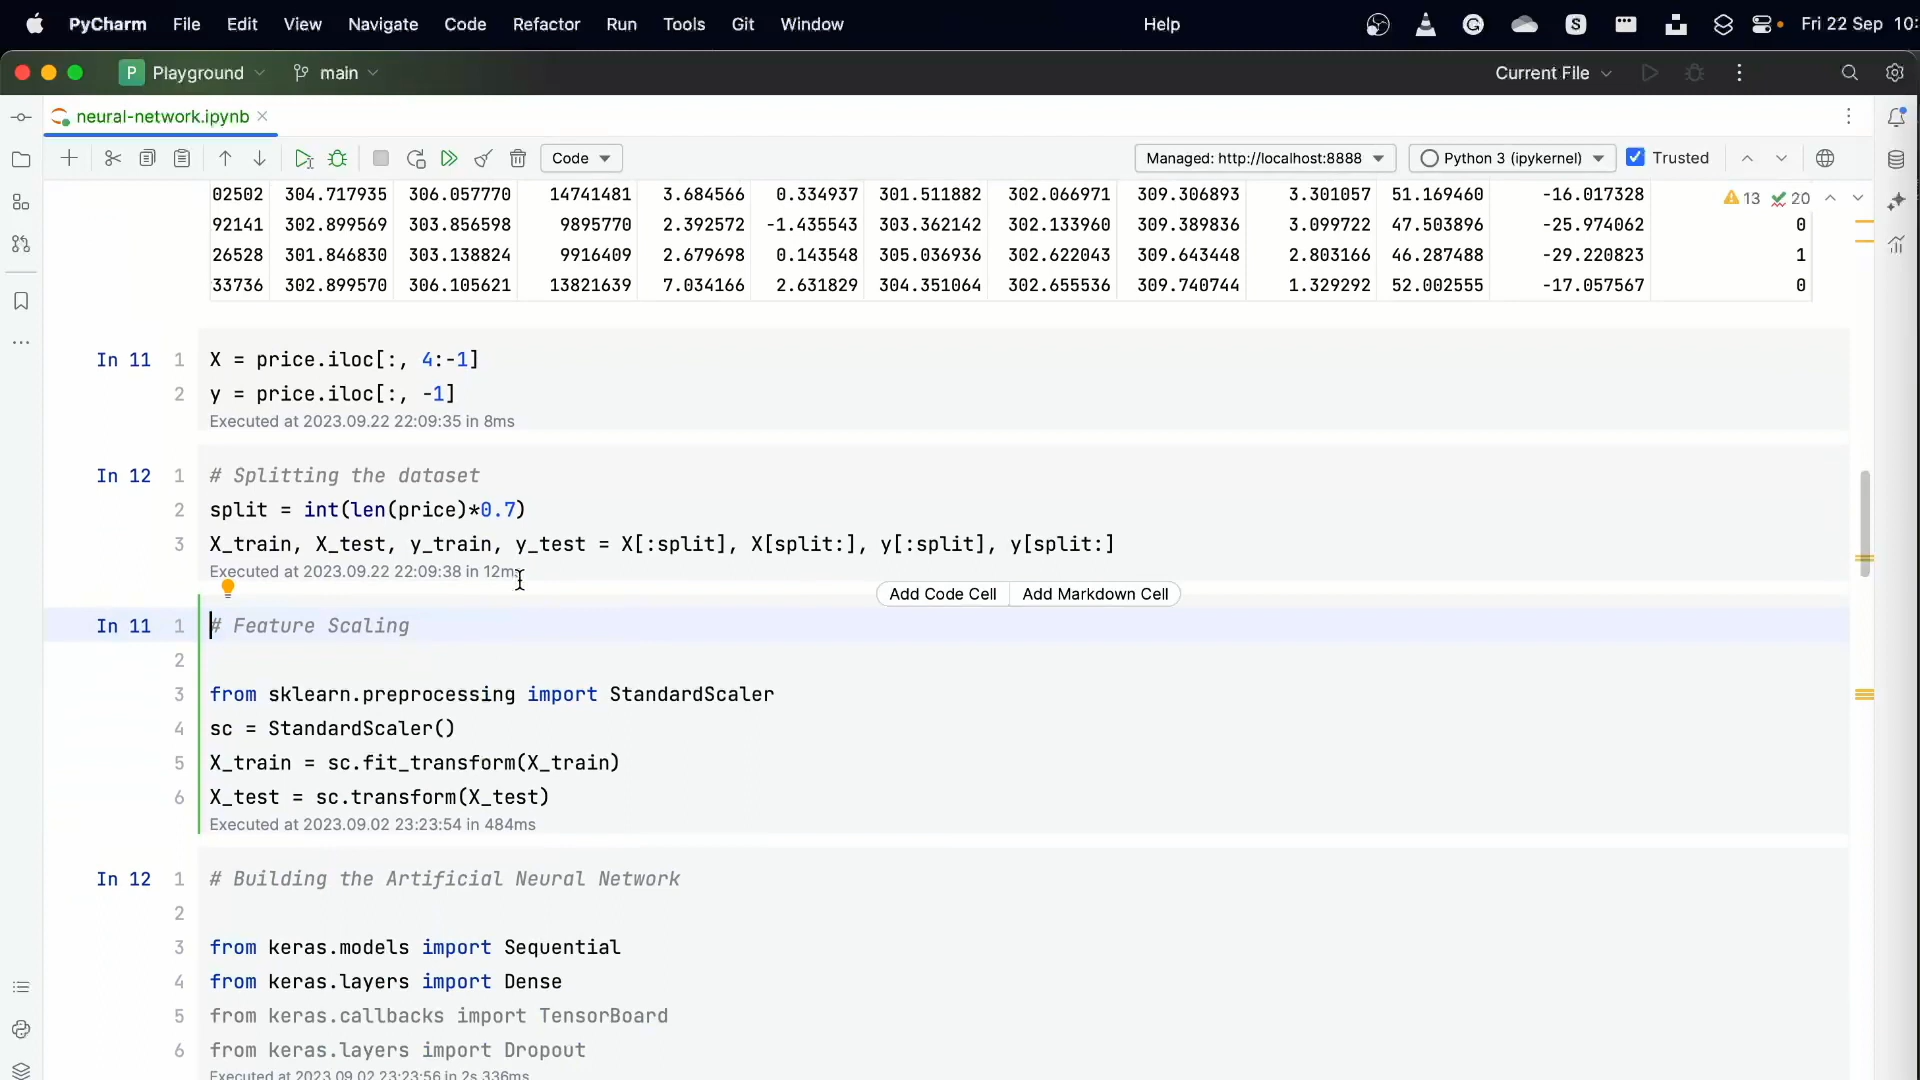 PyCharm File Edit View Navigate Code Refactor Run Tools Git Window Help Fri 22 Sep 10:
P Playground main Current File
neural-network.ipynb
Code Managed: http://localhost:8888 Python 3 (ipykernel) Trusted
02502 304.717935 306.057770 14741481 3.684566 0.334937 301.511882 302.066971 309.306893 3.301057 51.169460 -16.017328 13 20
92141 302.899569 303.856598 9895770 2.392572 -1.435543 303.362142 302.133960 309.389836 3.099722 47.503896 -25.974062 0
26528 301.846830 303.138824 9916409 2.679698 0.143548 305.036936 302.622043 309.643448 2.803166 46.287488 -29.220823 1
33736 302.899570 306.105621 13821639 7.034166 2.631829 304.351064 302.655536 309.740744 1.329292 52.002555 -17.057567 0
In 11 1 X = price.iloc[:, 4:-1]
2 y = price.iloc[:, -1]
Executed at 2023.09.22 22:09:35 in 8ms
In 12 1 # Splitting the dataset
2 split = int(len(price)*0.7)
3 X_train, X_test, y_train, y_test = X[:split], X[split:], y[:split], y[split:]
Executed at 2023.09.22 22:09:38 in 12ms
Add Code Cell Add Markdown Cell
In 11 1 # Feature Scaling
2
3 from sklearn.preprocessing import StandardScaler
4 sc = StandardScaler()
5 X_train = sc.fit_transform(X_train)
6 X_test = sc.transform(X_test)
Executed at 2023.09.02 23:23:54 in 484ms
In 12 1 # Building the Artificial Neural Network
2
3 from keras.models import Sequential
4 from keras.layers import Dense
5 from keras.callbacks import TensorBoard
6 from keras.layers import Dropout
Executed at 2023.09.02 23:23:56 in 2s 336ms